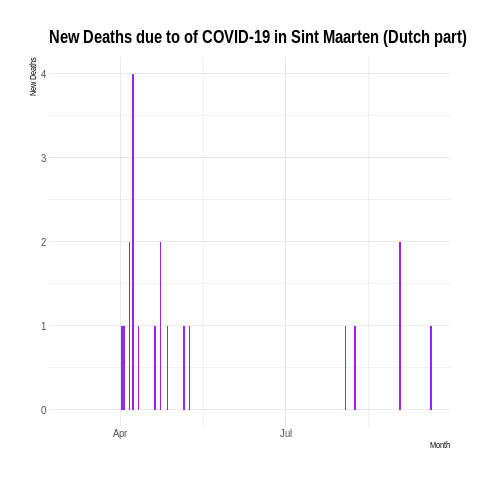 New Deaths due to of COVID-19 in Sint Maarten (Dutch part)
New Deaths
4
3
2
1
0
Apr
Jul
Month